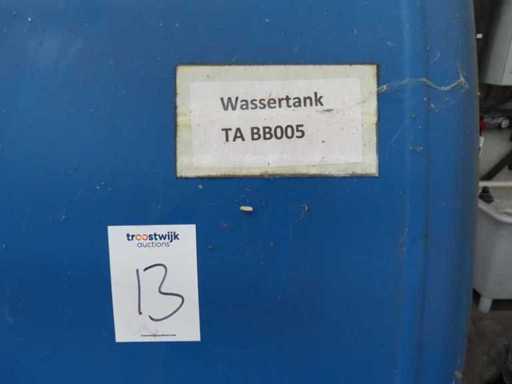 Wassertank
TA BB005
troostwijk
auctions
13